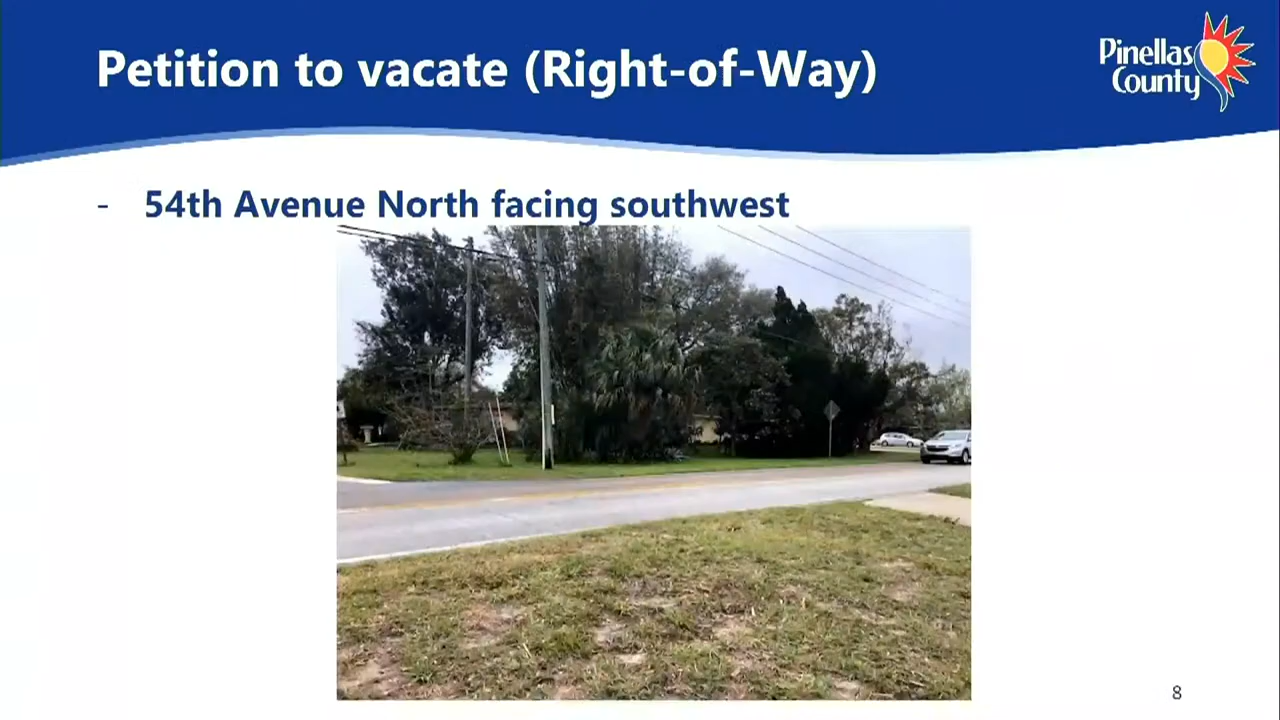 Petition to vacate (Right-of-Way)
Pinellas
County
- 54th Avenue North facing southwest
8